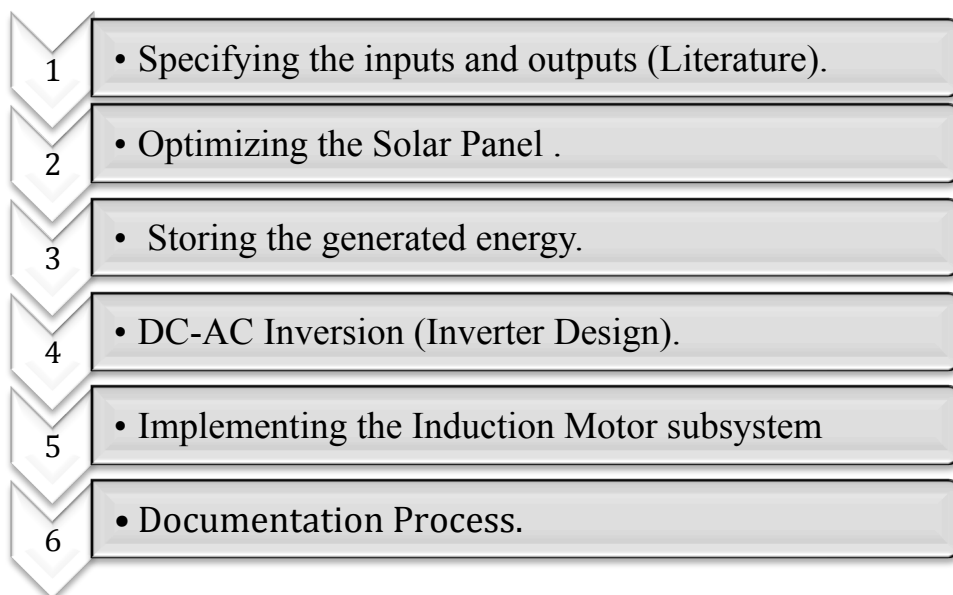 1 • Specifying the inputs and outputs (Literature).
2 • Optimizing the Solar Panel .
3 • Storing the generated energy.
4 • DC-AC Inversion (Inverter Design).
5 • Implementing the Induction Motor subsystem
6 • Documentation Process.